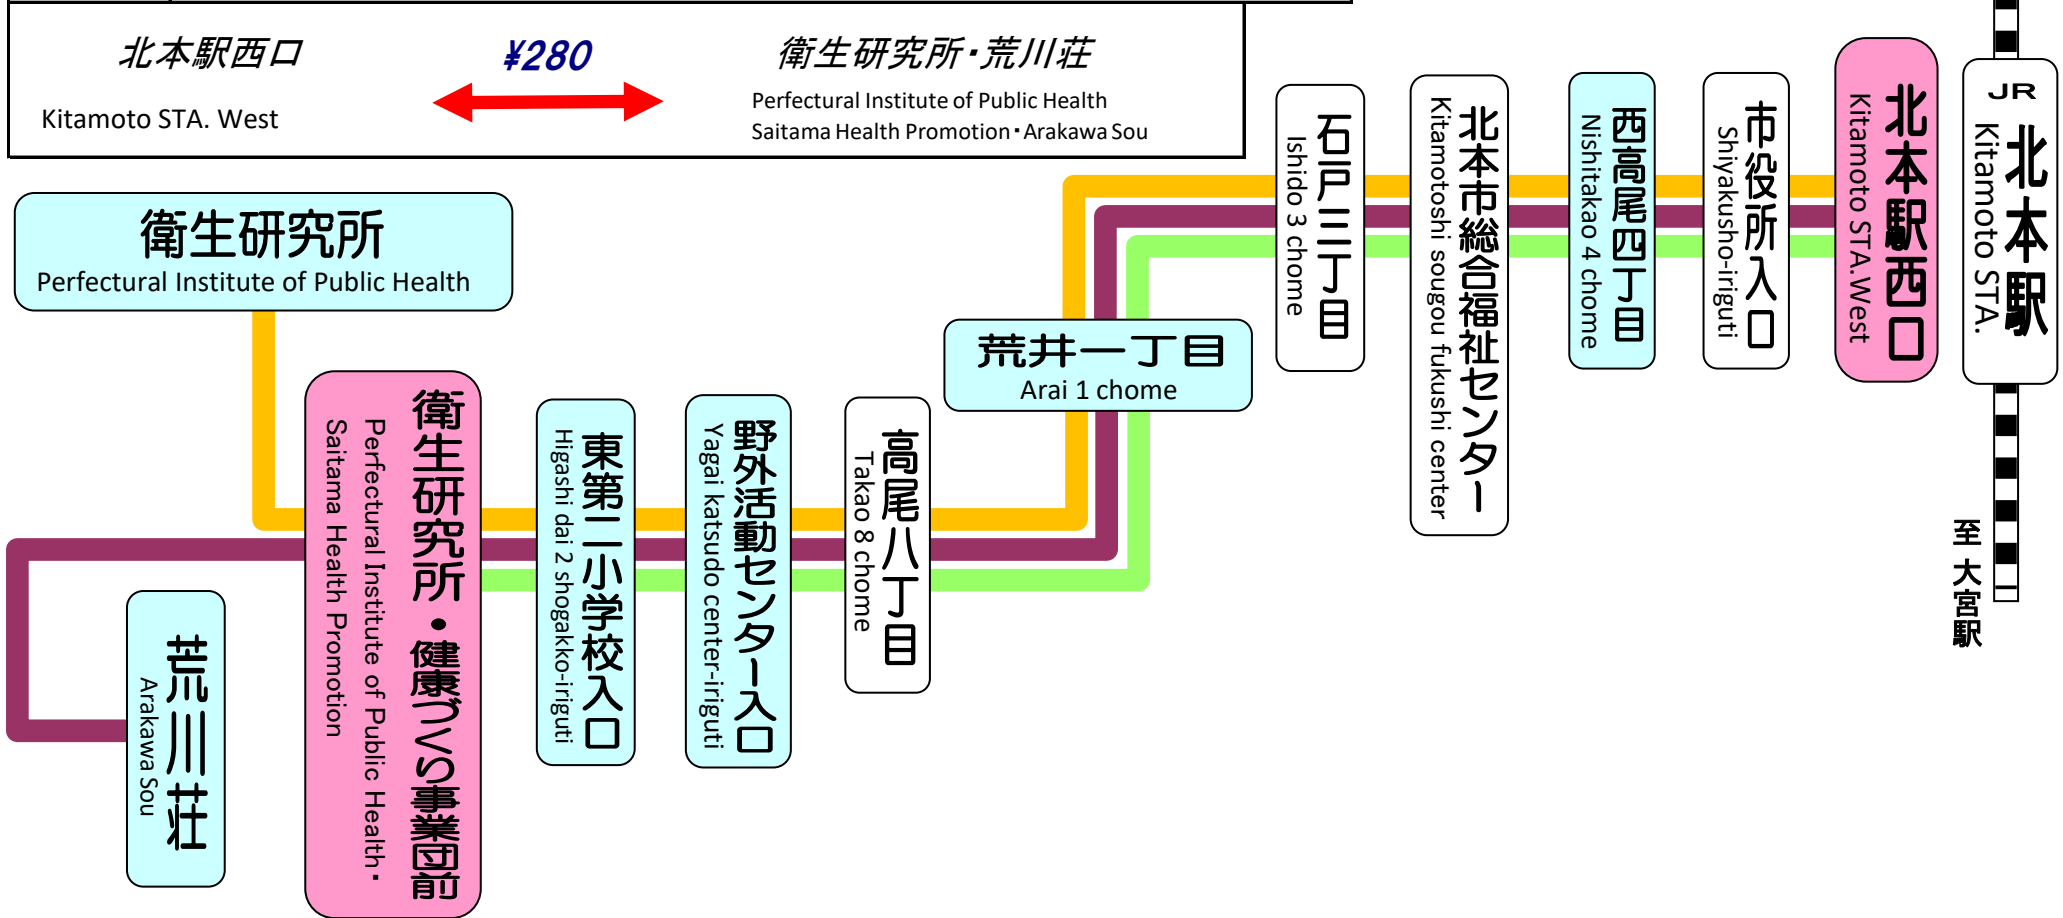 北本駅西口
¥280
衛生研究所・荒川荘
Kitamoto STA. West
Perfectural Institute of Public Health
Saitama Health Promotion・Arakawa Sou
衛生研究所
Perfectural Institute of Public Health
荒川荘
Arakawa Sou
衛生研究所・健康づくり事業団前
Perfectural Institute of Public Health・
Saitama Health Promotion
東第二小学校入口
Higashi dai 2 shogakko-iriguti
野外活動センター入口
Yagai katsudo center-iriguti
高尾八丁目
Takao 8 chome
荒井一丁目
Arai 1 chome
石戸三丁目
Ishido 3 chome
北本市総合福祉センター
Kitamotoshi sougou fukushi center
西高尾四丁目
Nishitakao 4 chome
市役所入口
Shiyakusho-iriguti
北本駅西口
Kitamoto STA.West
JR
北本駅
Kitamoto STA.
至 大宮駅